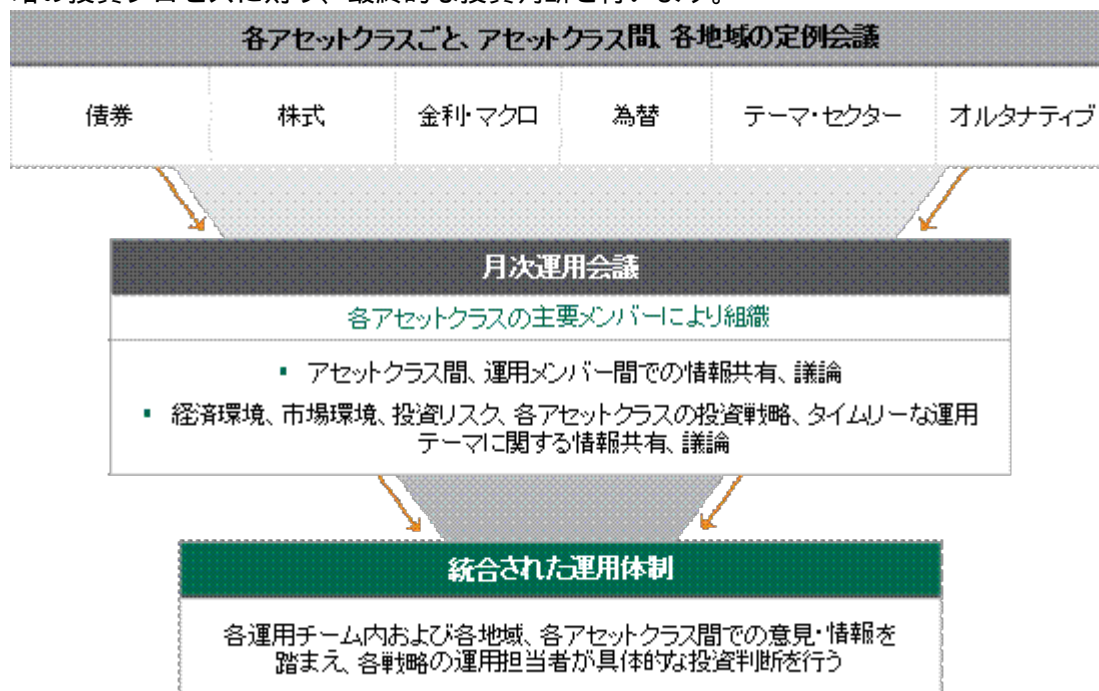 各アセットクラスごと、アセットクラス間、各地域の定例会議
債券 株式 金利・マクロ 為替 テーマ・セクター オルタナティブ
月次運用会議
各アセットクラスの主要メンバーにより組織
▪ アセットクラス間、運用メンバー間での情報共有、議論
▪ 経済環境、市場環境、投資リスク、各アセットクラスの投資戦略、タイムリーな運用
テーマに関する情報共有、議論
統合された運用体制
各運用チーム内および各地域、各アセットクラス間での意見・情報を
踏まえ、各戦略の運用担当者が具体的な投資判断を行う